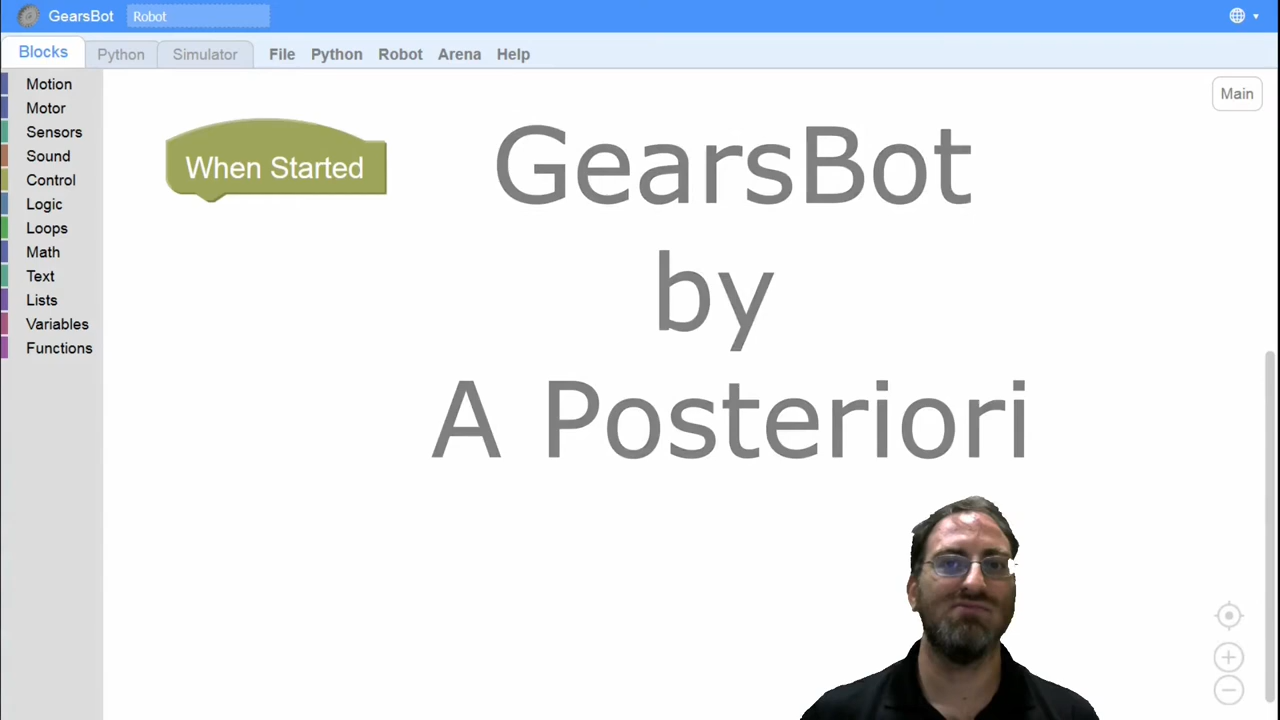 GearsBot Robot
Blocks Python Simulator File Python Robot Arena Help
Motion
Motor
Sensors
Sound
Control
Logic
Loops
Math
Text
Lists
Variables
Functions
Main
When Started
GearsBot
by
A Posteriori